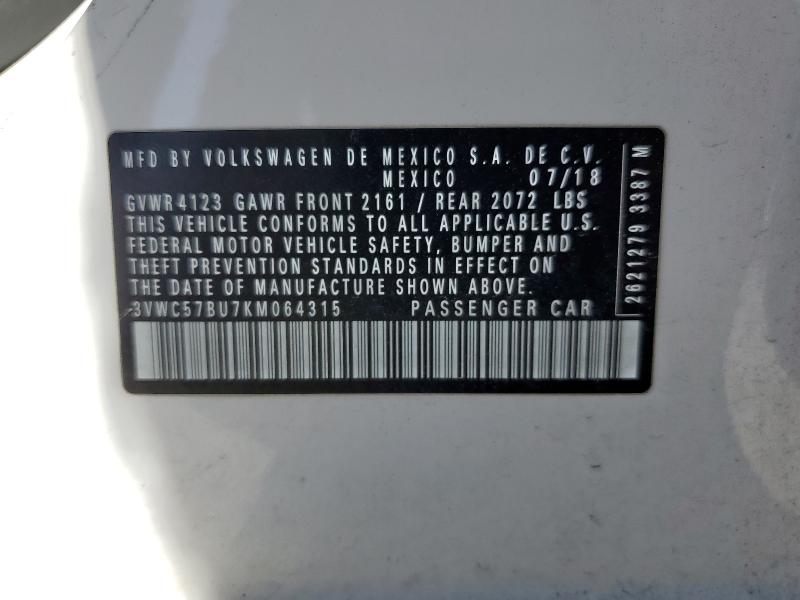 MFD BY VOLKSWAGEN DE MEXICO S.A. DE C.V.
MEXICO 07/18
GVWR 4123 GAWR FRONT 2161 / REAR 2072 LBS
THIS VEHICLE CONFORMS TO ALL APPLICABLE U.S.
FEDERAL MOTOR VEHICLE SAFETY, BUMPER AND
THEFT PREVENTION STANDARDS IN EFFECT ON
THE DATE OF MANUFACTURE SHOWN ABOVE.
3VWC57BU7KM064315 PASSENGER CAR
2621279 3387 M